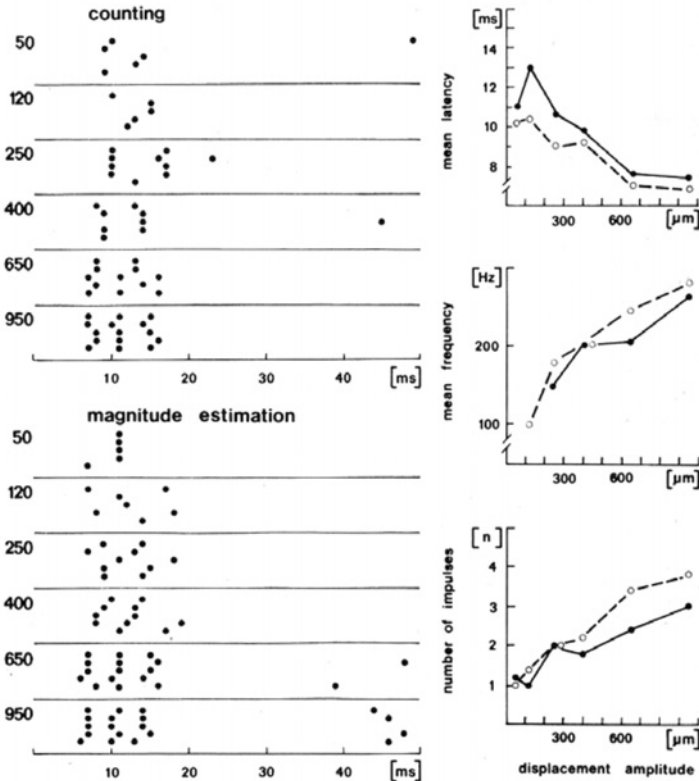 counting
50
120
250
400
650
950
10 30 40 [ms]
magnitude estimation
50
120
250
400
650
950
10 30 40 [ms]
[ms]
14
12
10
8
mean latency
300 600 [µm]
[Hz]
200
100
mean frequency
300 600 [µm]
[n]
4
3
2
1
number of impulses
300 600 [µm]
displacement amplitude